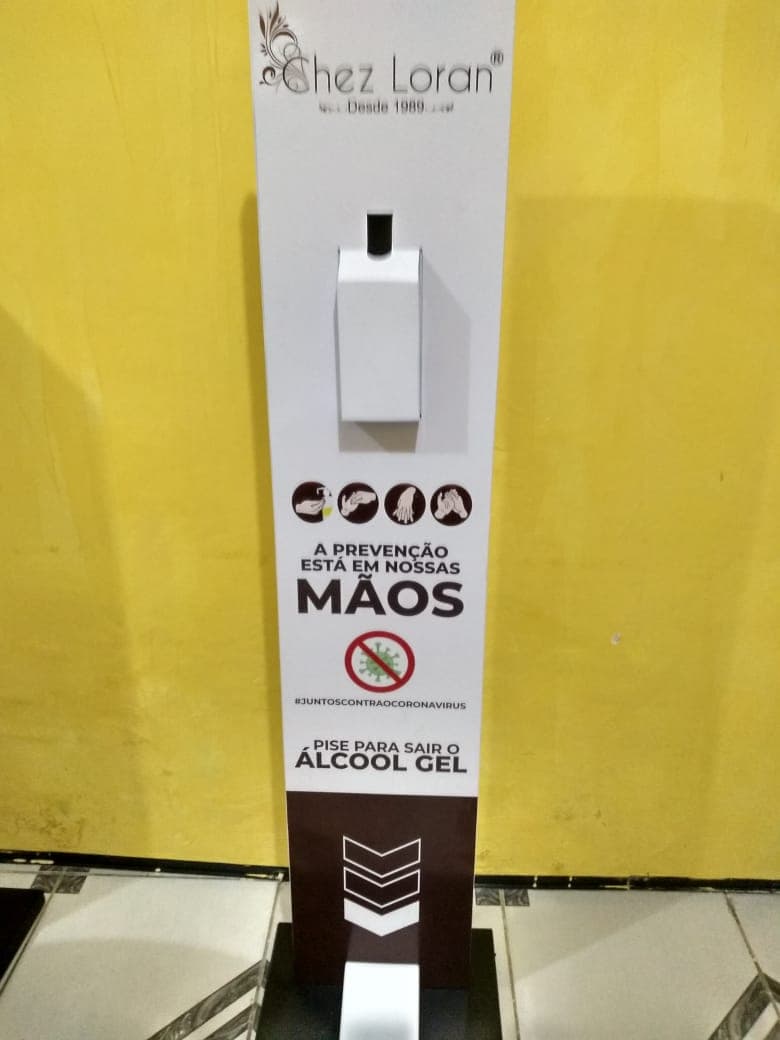 Chez Loran®
Desde 1989
A PREVENÇÃO
ESTÁ EM NOSSAS
MÃOS
#JUNTOSCONTRAOCORONAVIRUS
PISE PARA SAIR O
ÁLCOOL GEL